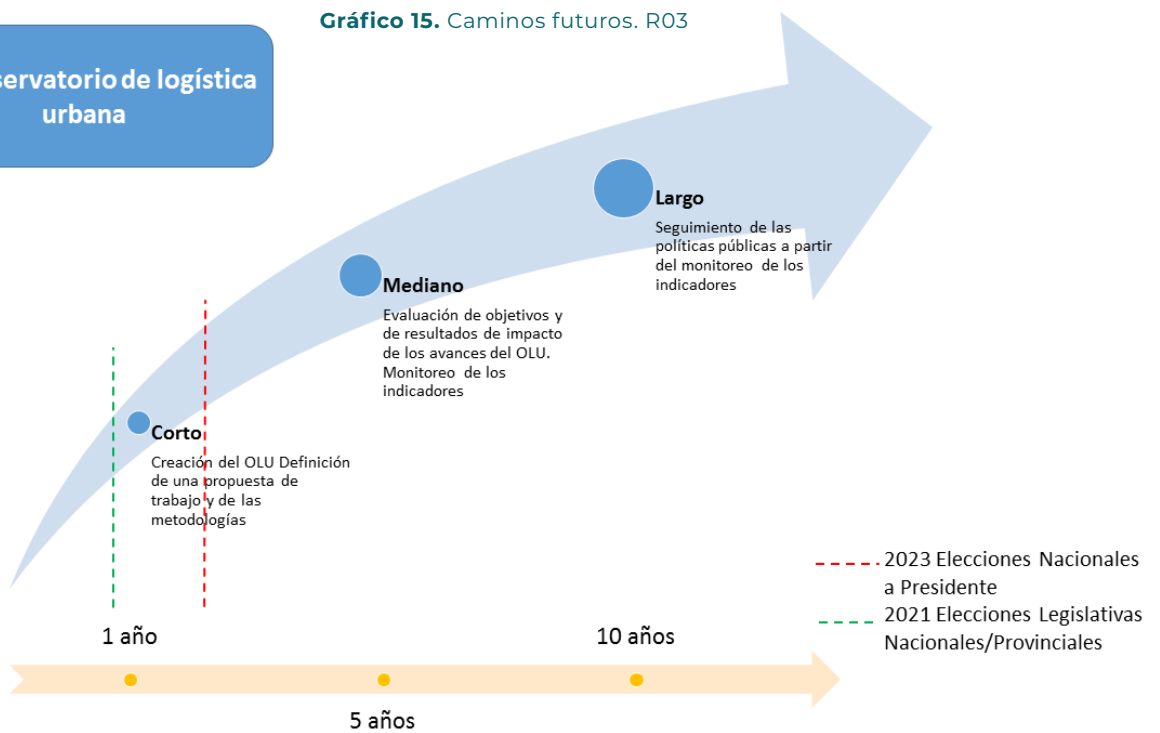 Gráfico 15. Caminos futuros. R03
servatorio de logística
urbana
Largo
Seguimiento de las
políticas públicas a partir
del monitoreo de los
indicadores
Mediano
Evaluación de objetivos y
de resultados de impacto
de los avances del OLU.
Monitoreo de los
indicadores
Corto
Creación del OLU Definición
de una propuesta de
trabajo y de las
metodologías
2023 Elecciones Nacionales
a Presidente
2021 Elecciones Legislativas
Nacionales/Provinciales
1 año
10 años
5 años